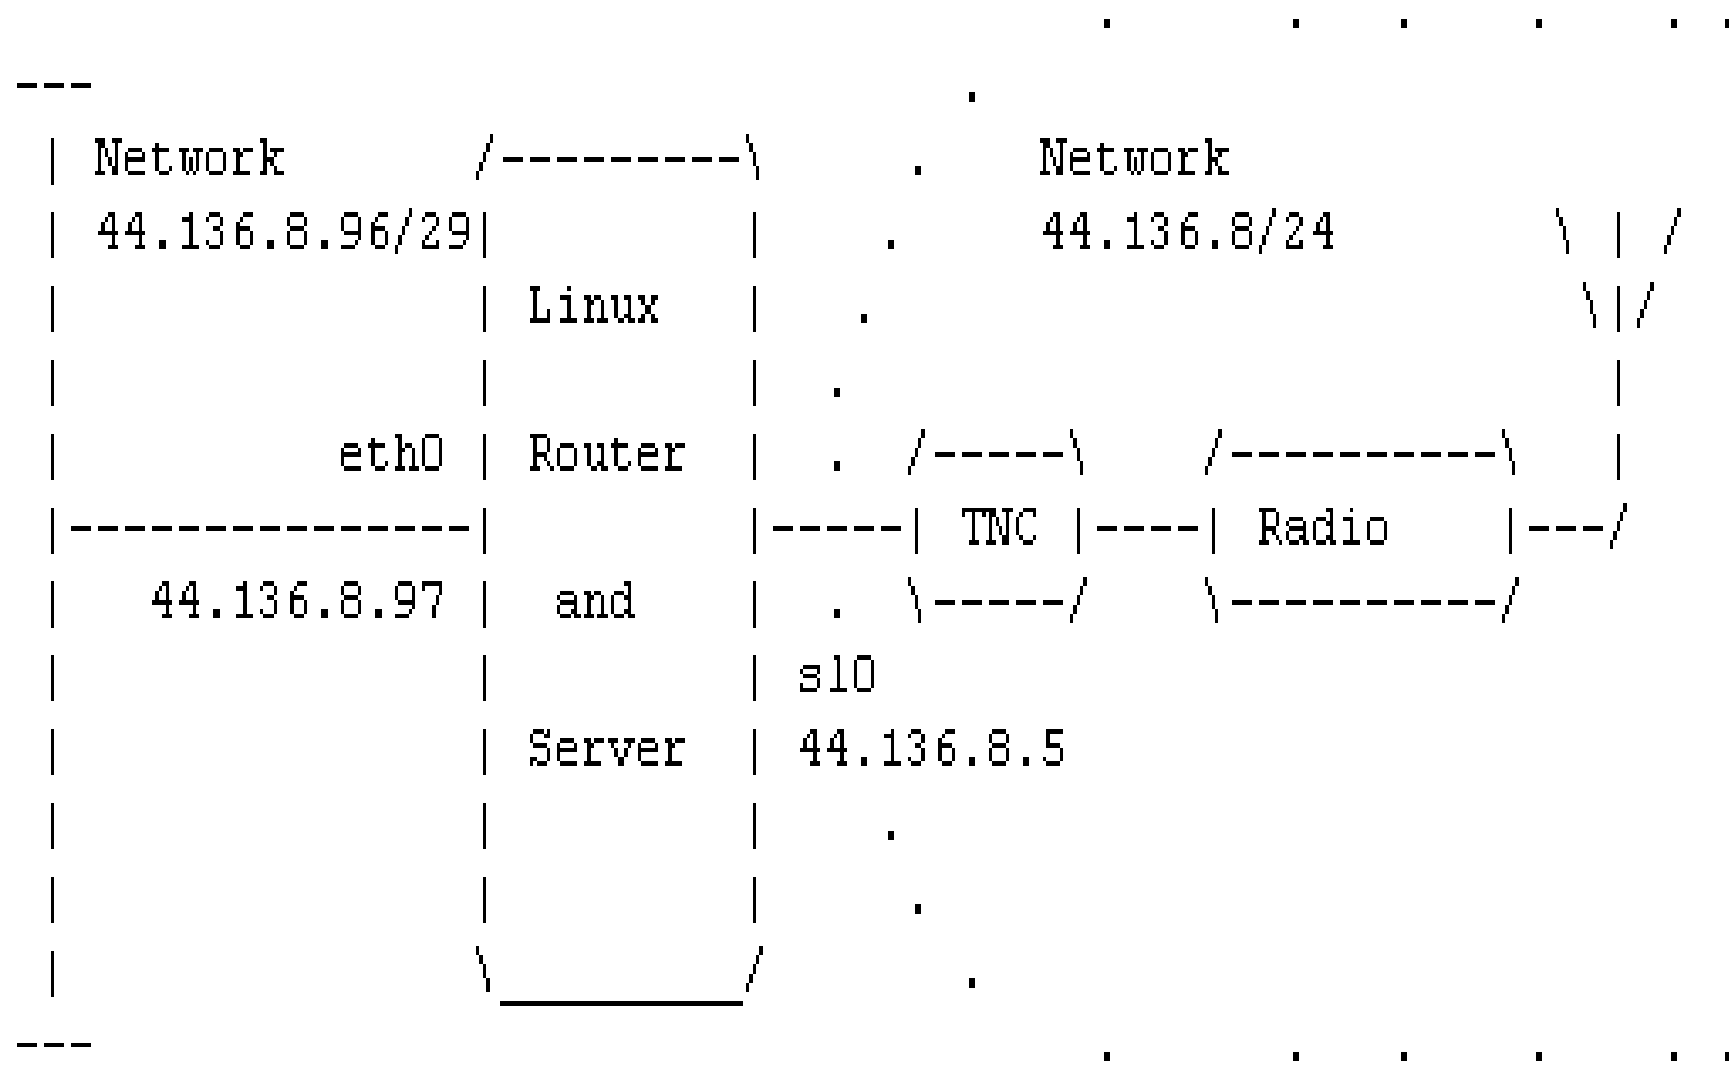 Network Network
44.136.8.96/29 44.136.8/24
Linux
eth0 Router
TNC Radio
44.136.8.97 and
sl0
Server 44.136.8.5